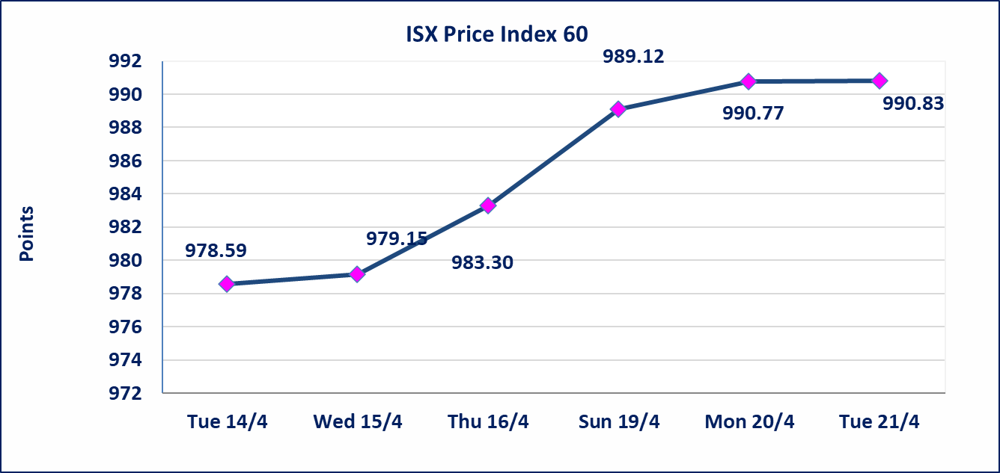 ISX Price Index 60
Points
992
990
988
986
984
982
980
978
976
974
972
978.59
979.15
983.30
989.12
990.77
990.83
Tue 14/4
Wed 15/4
Thu 16/4
Sun 19/4
Mon 20/4
Tue 21/4